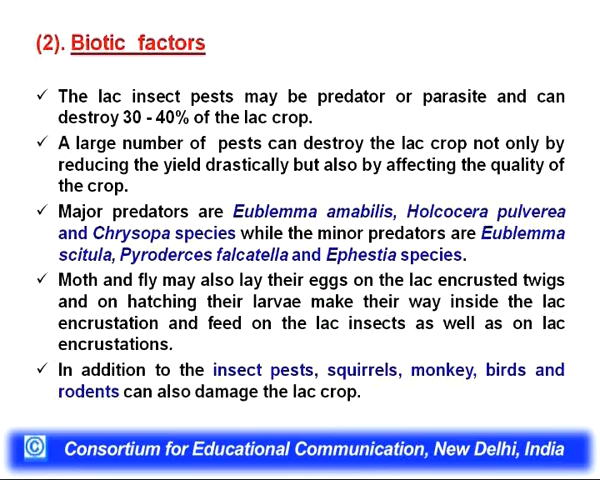 (2). Biotic factors
✓ The lac insect pests may be predator or parasite and can
destroy 30 - 40% of the lac crop.
✓ A large number of pests can destroy the lac crop not only by
reducing the yield drastically but also by affecting the quality of
the crop.
✓ Major predators are Eublemma amabilis, Holcocera pulverea
and Chrysopa species while the minor predators are Eublemma
scitula, Pyroderces falcatella and Ephestia species.
✓ Moth and fly may also lay their eggs on the lac encrusted twigs
and on hatching their larvae make their way inside the lac
encrustation and feed on the lac insects as well as on lac
encrustations.
✓ In addition to the insect pests, squirrels, monkey, birds and
rodents can also damage the lac crop.
© Consortium for Educational Communication, New Delhi, India